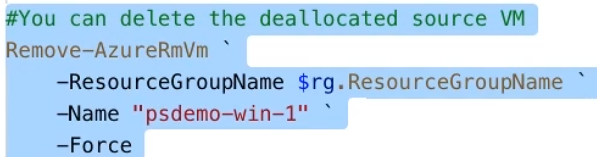 #You can delete the deallocated source VM
Remove-AzureRmVm `
-ResourceGroupName $rg.ResourceGroupName `
-Name "psdemo-win-1" `
-Force